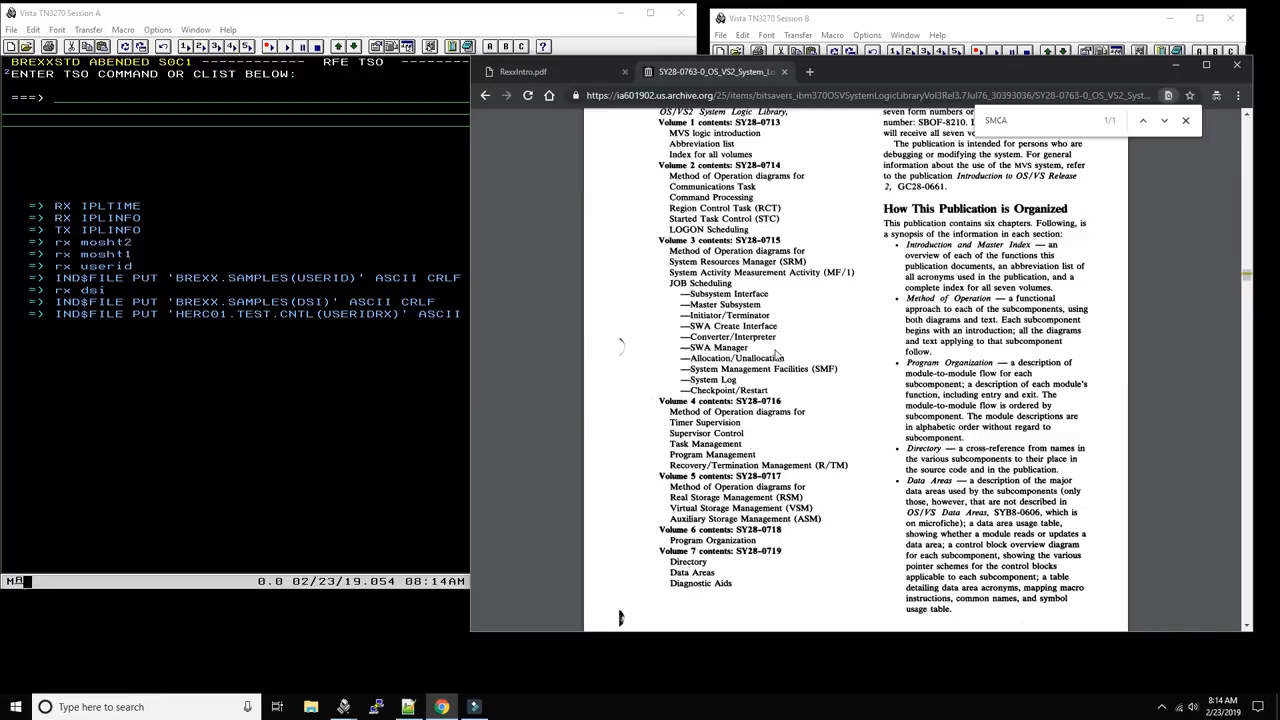 Vista TN3270 Session A
File Edit Font Transfer Macro Options Window Help
A B C ?
BREXXSTD ABENDED S0C1 ---------- RFE TSO ----------
ENTER TSO COMMAND OR CLIST BELOW:
===>
=> RX IPLTIME
=> RX IPLINFO
=> TX IPLINFO
=> rx mosht2
=> rx mosht1
=> rx userid
=> IND$FILE PUT 'BREXX.SAMPLES(USERID)' ASCII CRLF
=> rx dsi
=> IND$FILE PUT 'BREXX.SAMPLES(DSI)' ASCII CRLF
=> IND$FILE PUT 'HERC01.TEST.CNTL(USERIDRX)' ASCII
0.0 02/23/19.054 08:14AM
Vista TN3270 Session B
File Edit Font Transfer Macro Options Window Help
A B C ?
RexxIntro.pdf
SY28-0763-0_OS_VS2_System_Lo
https://ia601902.us.archive.org/25/items/bitsavers_ibm370OSVSystemLogicLibraryVol3Rel3.7Jul76_30393036/SY28-0763-0_OS_VS2_Syst...
SMCA 1/1
OS/VS2 System Logic Library,
Volume 1 contents: SY28-0713
MVS logic introduction
Abbreviation list
Index for all volumes
Volume 2 contents: SY28-0714
Method of Operation diagrams for
Communications Task
Command Processing
Region Control Task (RCT)
Started Task Control (STC)
LOGON Scheduling
Volume 3 contents: SY28-0715
Method of Operation diagrams for
System Resources Manager (SRM)
System Activity Measurement Activity (MF/1)
JOB Scheduling
—Subsystem Interface
—Master Subsystem
—Initiator/Terminator
—SWA Create Interface
—Converter/Interpreter
—SWA Manager
—Allocation/Unallocation
—System Management Facilities (SMF)
—System Log
—Checkpoint/Restart
Volume 4 contents: SY28-0716
Method of Operation diagrams for
Timer Supervision
Supervisor Control
Task Management
Program Management
Recovery/Termination Management (R/TM)
Volume 5 contents: SY28-0717
Method of Operation diagrams for
Real Storage Management (RSM)
Virtual Storage Management (VSM)
Auxiliary Storage Management (ASM)
Volume 6 contents: SY28-0718
Program Organization
Volume 7 contents: SY28-0719
Directory
Data Areas
Diagnostic Aids
seven form numbers or
number: SBOF-8210.
will receive all seven
The publication is intended for persons who are
debugging or modifying the system. For general
information about the use of the MVS system, refer
to the publication Introduction to OS/VS Release
2, GC28-0661.
How This Publication is Organized
This publication contains six chapters. Following, is
a synopsis of the information in each section:
• Introduction and Master Index — an
overview of each of the functions this
publication documents, an abbreviation list of
all acronyms used in the publication, and a
complete index for all seven volumes.
• Method of Operation — a functional
approach to each of the subcomponents, using
both diagrams and text. Each subcomponent
begins with an introduction; all the diagrams
and text applying to that subcomponent
follow.
• Program Organization — a description of
module-to-module flow for each
subcomponent; a description of each module's
function, including entry and exit. The
module-to-module flow is ordered by
subcomponent. The module descriptions are
in alphabetic order without regard to
subcomponent.
• Directory — a cross-reference from names in
the various subcomponents to their place in
the source code and in the publication.
• Data Areas — a description of the major
data areas used by the subcomponents (only
those, however, that are not described in
OS/VS Data Areas, SYB8-0606, which is
on microfiche); a data area usage table,
showing whether a module reads or updates a
data area; a control block overview diagram
for each subcomponent, showing the various
pointer schemes for the control blocks
applicable to each subcomponent; a table
detailing data area acronyms, mapping macro
instructions, common names, and symbol
usage table.
Type here to search
8:14 AM
2/23/2019